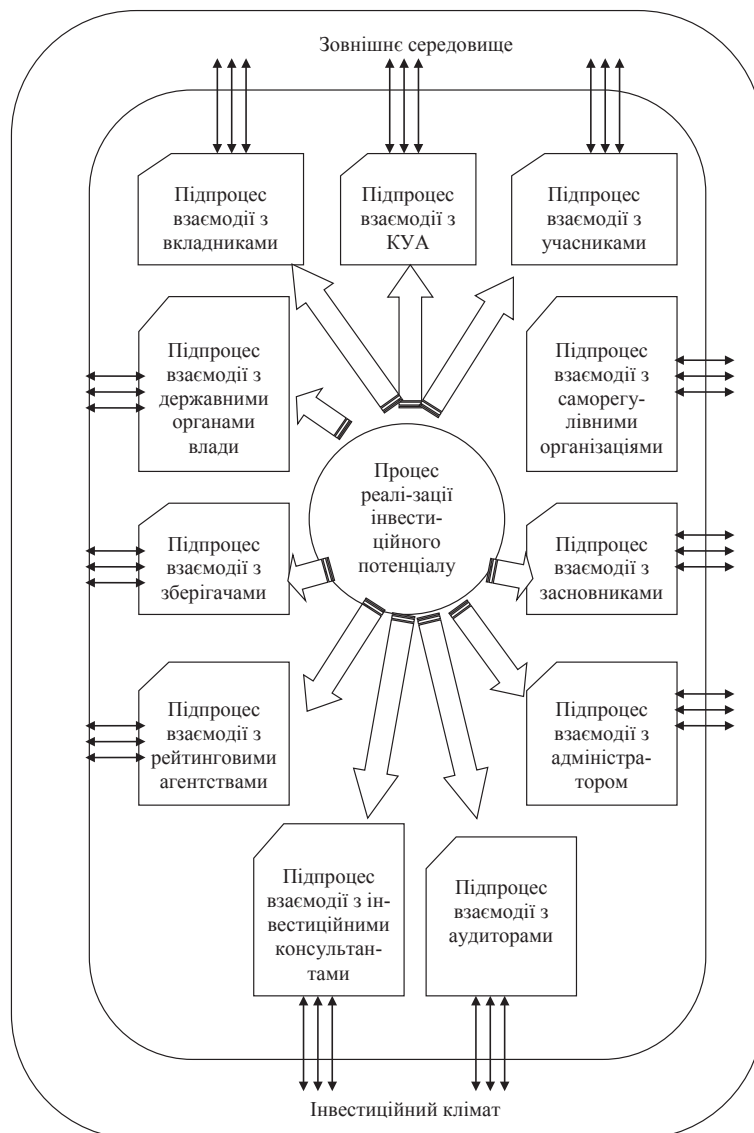 Зовнішнє середовище
Підпроцес
взаємодії з
вкладниками
Підпроцес
взаємодії з
КУА
Підпроцес
взаємодії з
учасниками
Підпроцес
взаємодії з
державними
органами
влади
Підпроцес
взаємодії з
саморегу-
лівними
організаціями
Процес
реалі-зації
інвести-
ційного
потенціалу
Підпроцес
взаємодії з
зберігачами
Підпроцес
взаємодії з
засновниками
Підпроцес
взаємодії з
рейтинговими
агентствами
Підпроцес
взаємодії з
адміністра-
тором
Підпроцес
взаємодії з ін-
вестиційними
консультан-
тами
Підпроцес
взаємодії з
аудиторами
Інвестиційний клімат